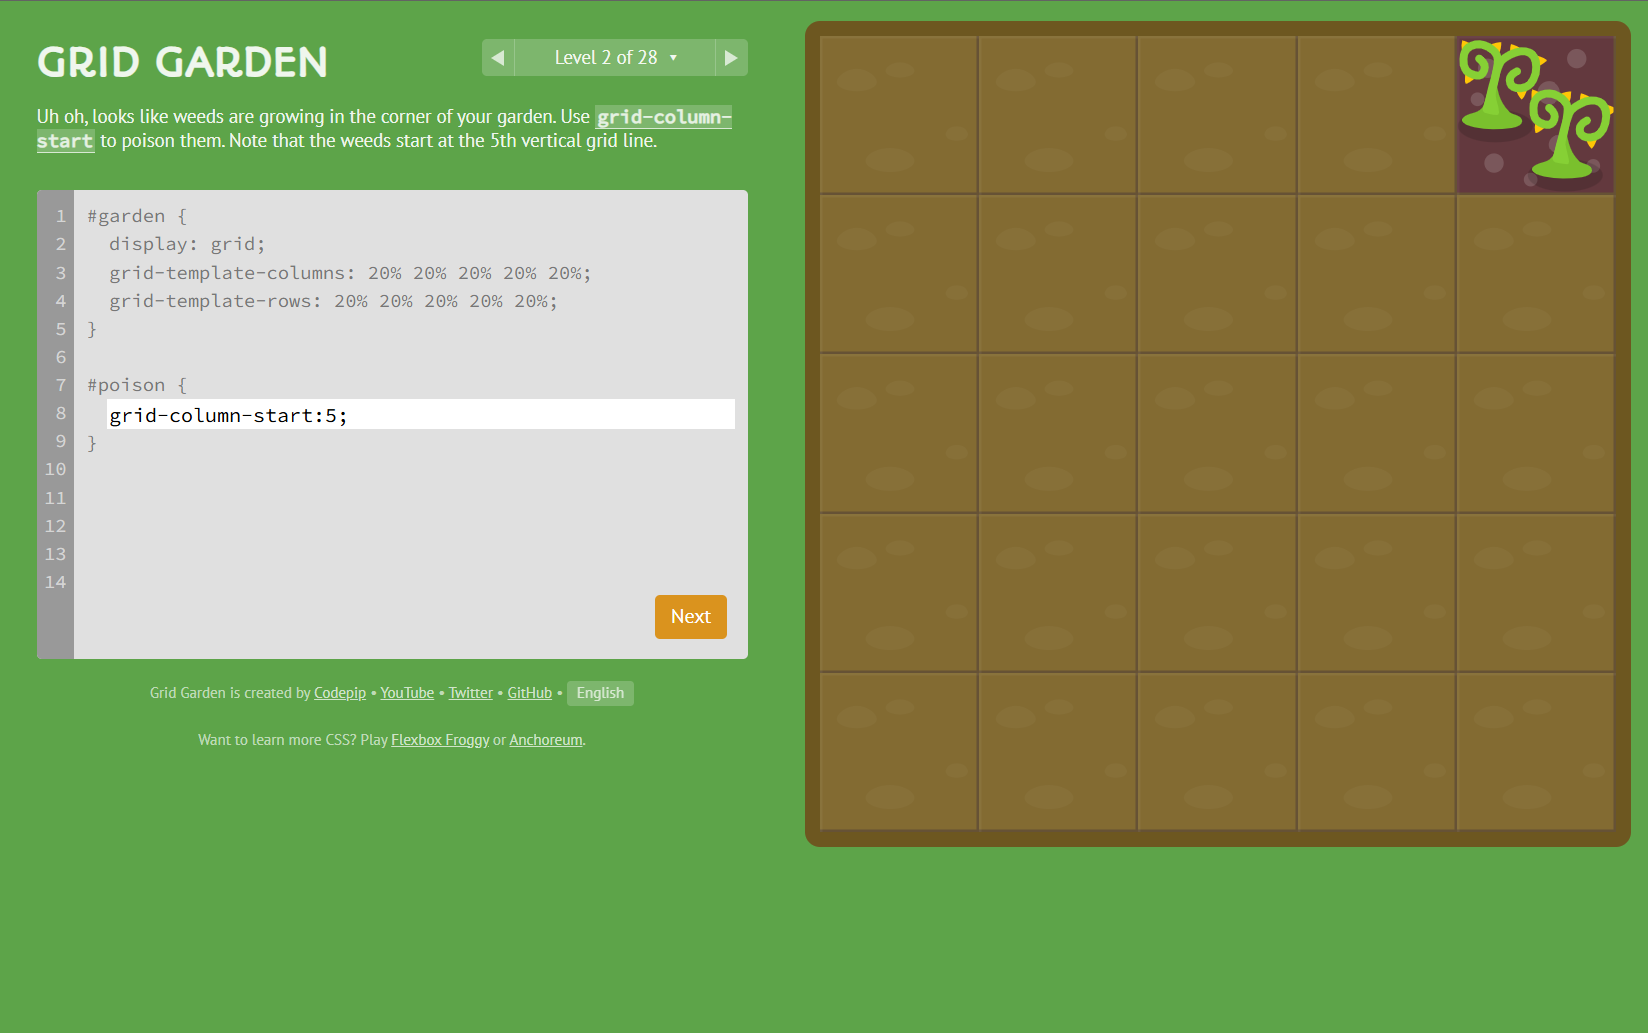 GRID GARDEN
◀ Level 2 of 28 ▾ ▶
Uh oh, looks like weeds are growing in the corner of your garden. Use grid-column-
start to poison them. Note that the weeds start at the 5th vertical grid line.
1 #garden {
2 display: grid;
3 grid-template-columns: 20% 20% 20% 20% 20%;
4 grid-template-rows: 20% 20% 20% 20% 20%;
5 }
6
7 #poison {
8 grid-column-start:5;
9 }
10
11
12
13
14
Next
Grid Garden is created by Codepip • YouTube • Twitter • GitHub • English
Want to learn more CSS? Play Flexbox Froggy or Anchoreum.